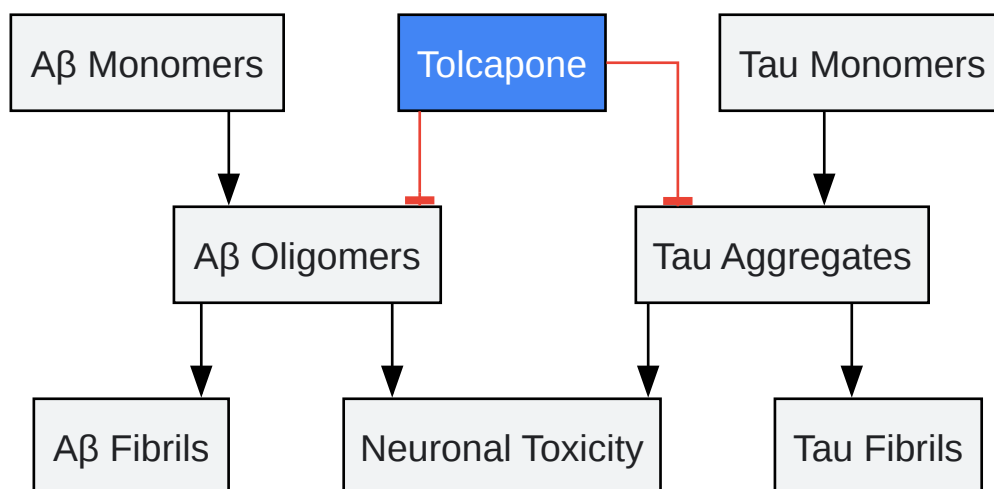 Aβ Monomers
Tolcapone
Tau Monomers
Aβ Oligomers
Tau Aggregates
Aβ Fibrils
Neuronal Toxicity
Tau Fibrils